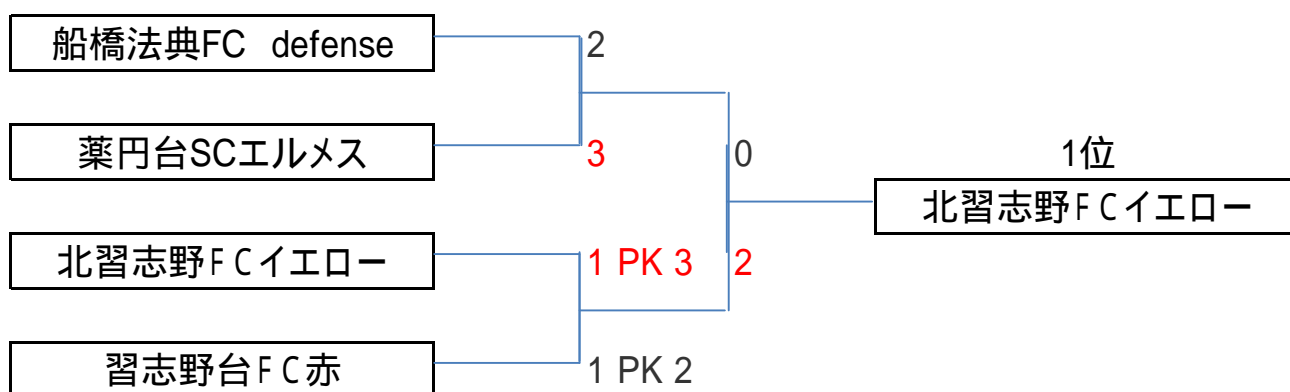 船橋法典FC defense
2
薬円台SCエルメス
3
0
1位
北習志野ＦＣイエロー
北習志野ＦＣイエロー
1 PK 3
2
習志野台ＦＣ赤
1 PK 2